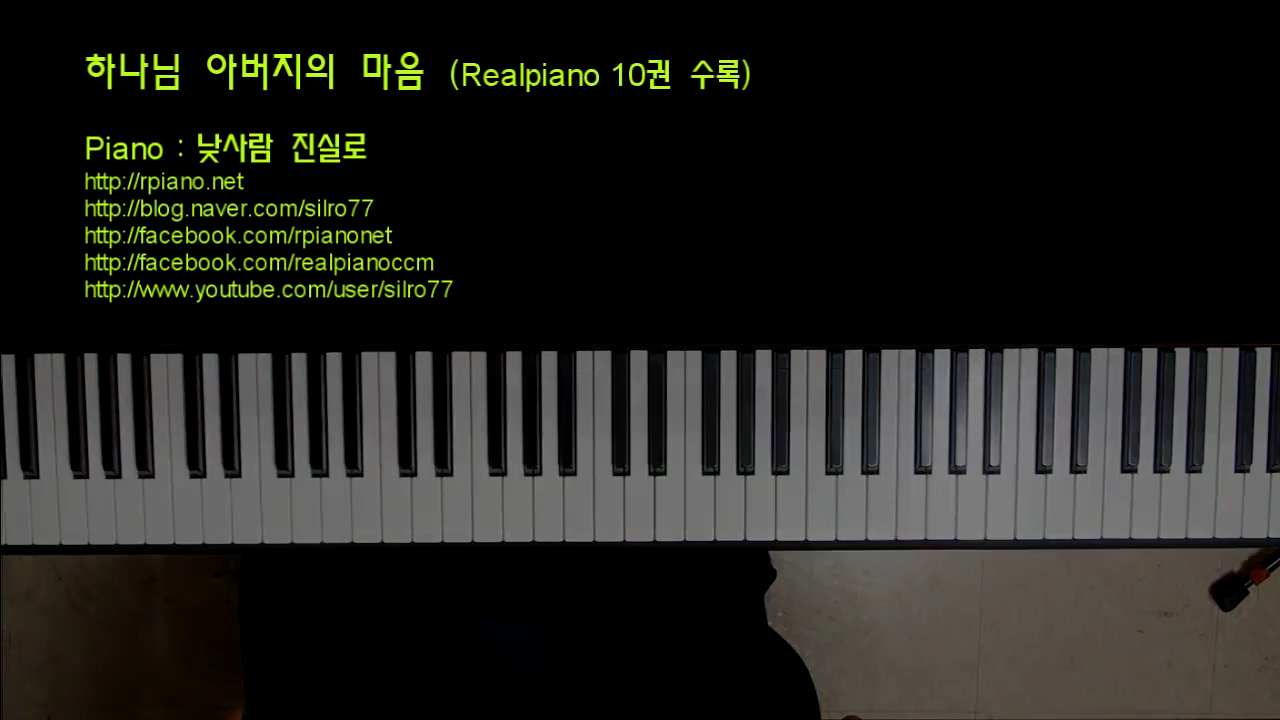 하나님 아버지의 마음 (Realpiano 10권 수록)
Piano : 낮사람 진실로
http://rpiano.net
http://blog.naver.com/silro77
http://facebook.com/rpianonet
http://facebook.com/realpianoccm
http://www.youtube.com/user/silro77